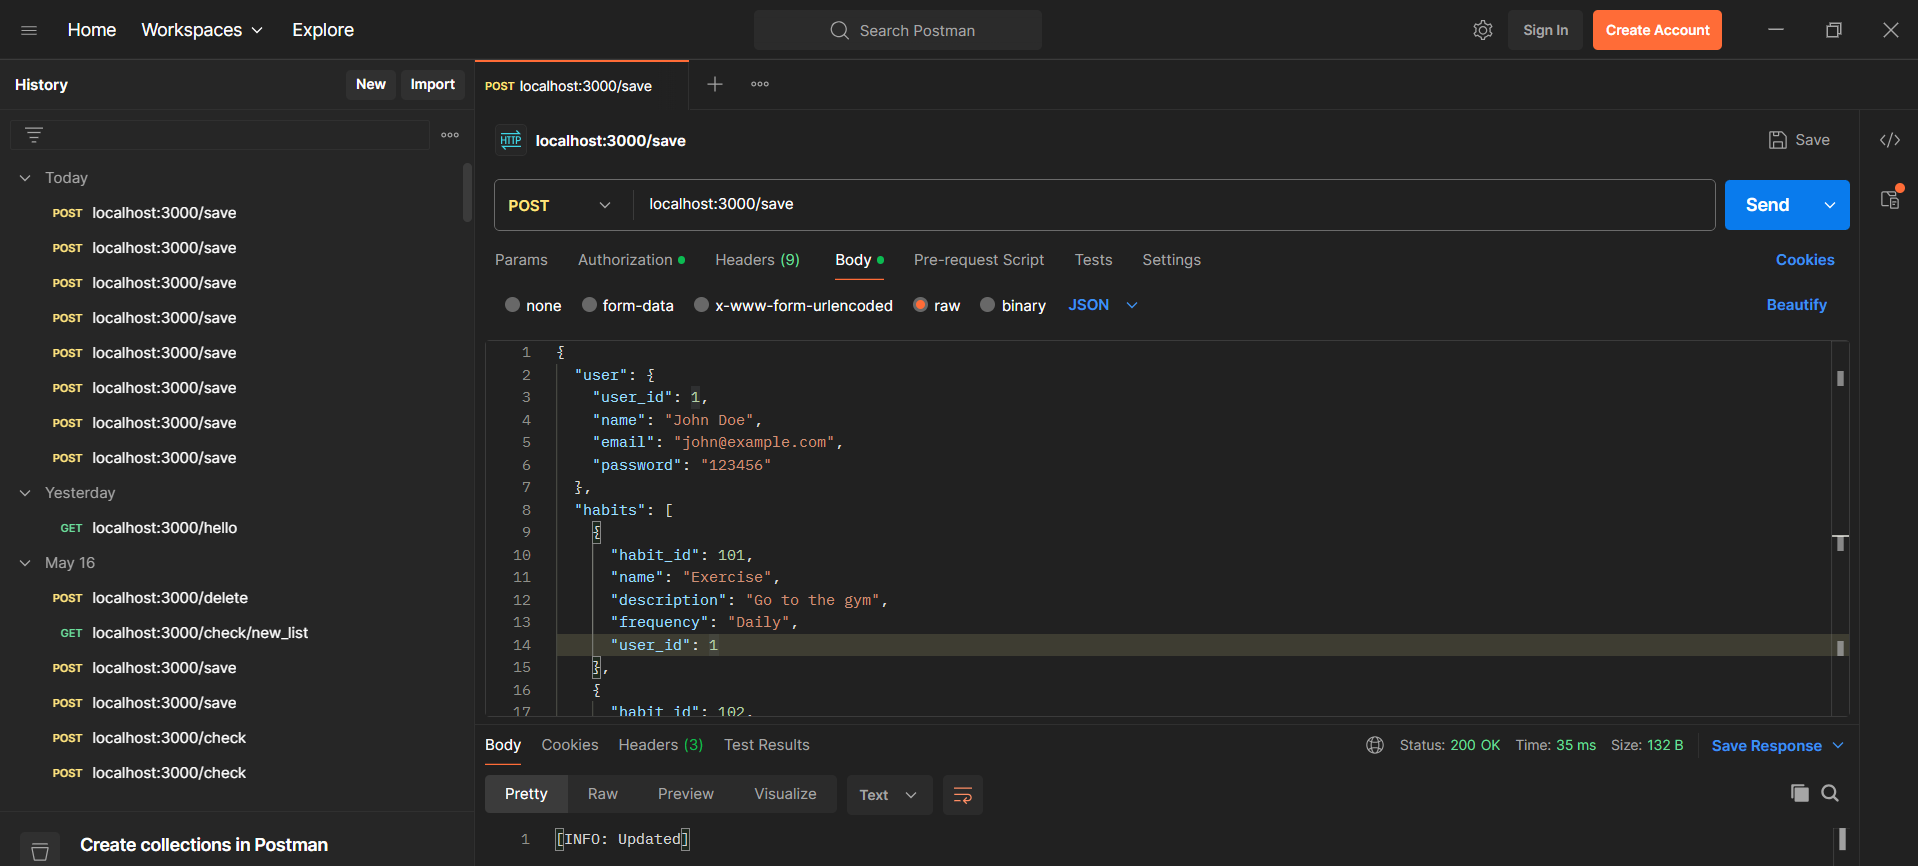 Home Workspaces Explore Search Postman Sign In Create Account
History New Import
POST localhost:3000/save
HTTP localhost:3000/save Save
Today
POST localhost:3000/save
POST localhost:3000/save
POST localhost:3000/save
POST localhost:3000/save
POST localhost:3000/save
POST localhost:3000/save
POST localhost:3000/save
POST localhost:3000/save
Yesterday
GET localhost:3000/hello
May 16
POST localhost:3000/delete
GET localhost:3000/check/new_list
POST localhost:3000/save
POST localhost:3000/save
POST localhost:3000/check
POST localhost:3000/check
Create collections in Postman
POST localhost:3000/save Send
Params Authorization Headers (9) Body Pre-request Script Tests Settings Cookies
none form-data x-www-form-urlencoded raw binary JSON Beautify
1 {
2 "user": {
3 "user_id": 1,
4 "name": "John Doe",
5 "email": "john@example.com",
6 "password": "123456"
7 },
8 "habits": [
9 {
10 "habit_id": 101,
11 "name": "Exercise",
12 "description": "Go to the gym",
13 "frequency": "Daily",
14 "user_id": 1
15 },
16 {
17 "habit_id": 102,
Body Cookies Headers (3) Test Results Status: 200 OK Time: 35 ms Size: 132 B Save Response
Pretty Raw Preview Visualize Text
1 [INFO: Updated]